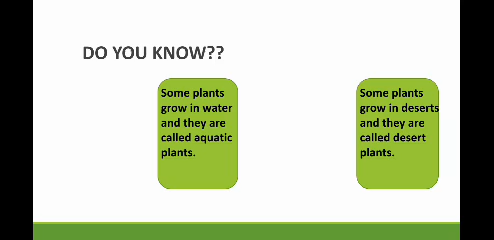 DO YOU KNOW??
Some plants
grow in water
and they are
called aquatic
plants.
Some plants
grow in deserts
and they are
called desert
plants.